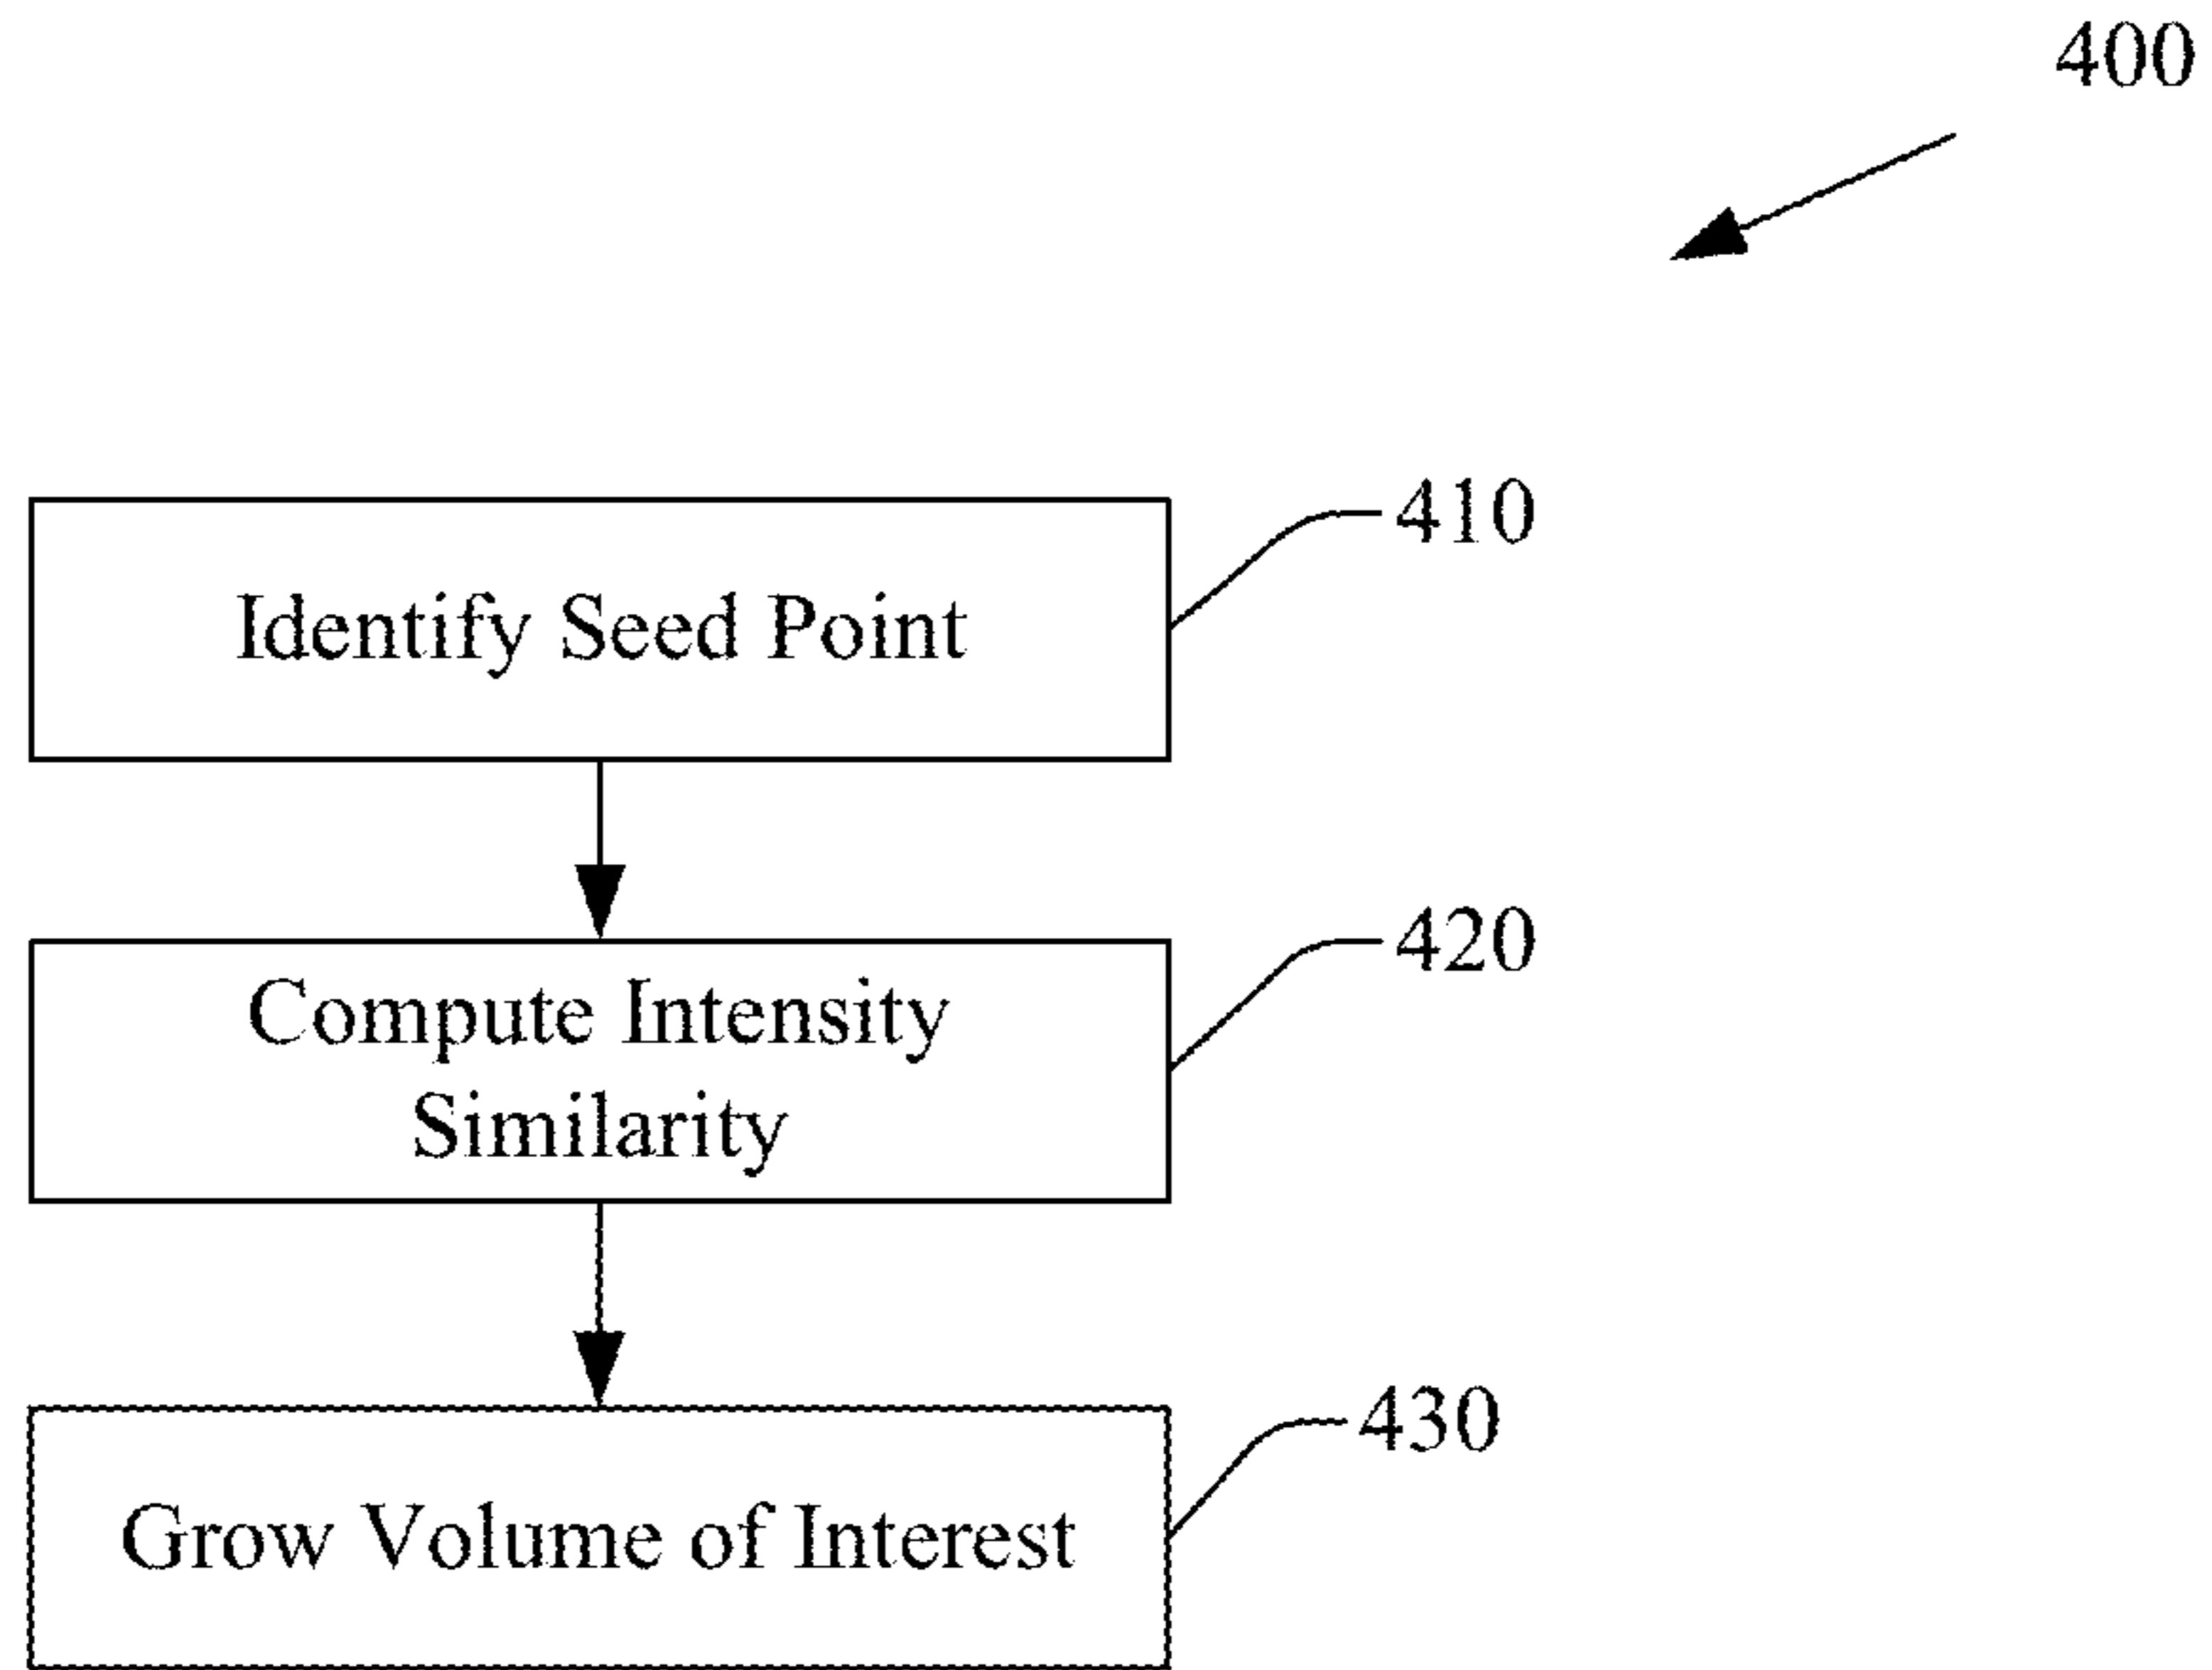 400
410
Identify Seed Point
420
Compute Intensity
Similarity
430
Grow Volume of Interest